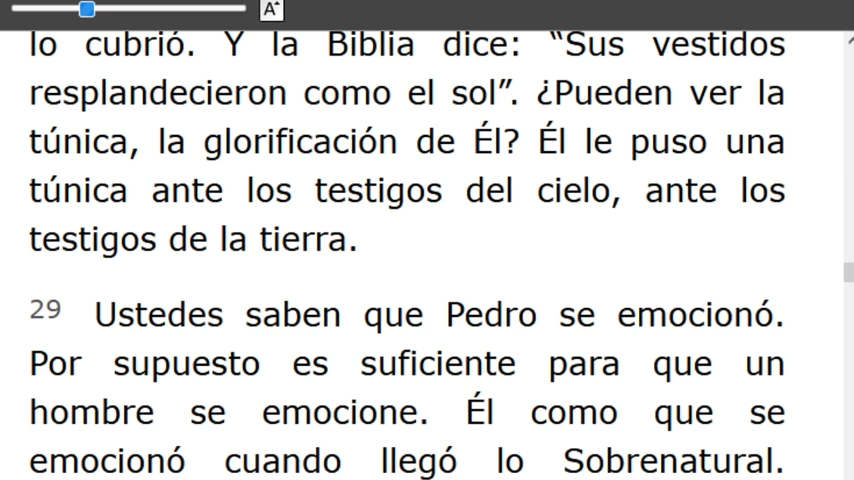 A
lo cubrió. Y la Biblia dice: “Sus vestidos
resplandecieron como el sol”. ¿Pueden ver la
túnica, la glorificación de Él? Él le puso una
túnica ante los testigos del cielo, ante los
testigos de la tierra.
29 Ustedes saben que Pedro se emocionó.
Por supuesto es suficiente para que un
hombre se emocione. Él como que se
emocionó cuando llegó lo Sobrenatural.